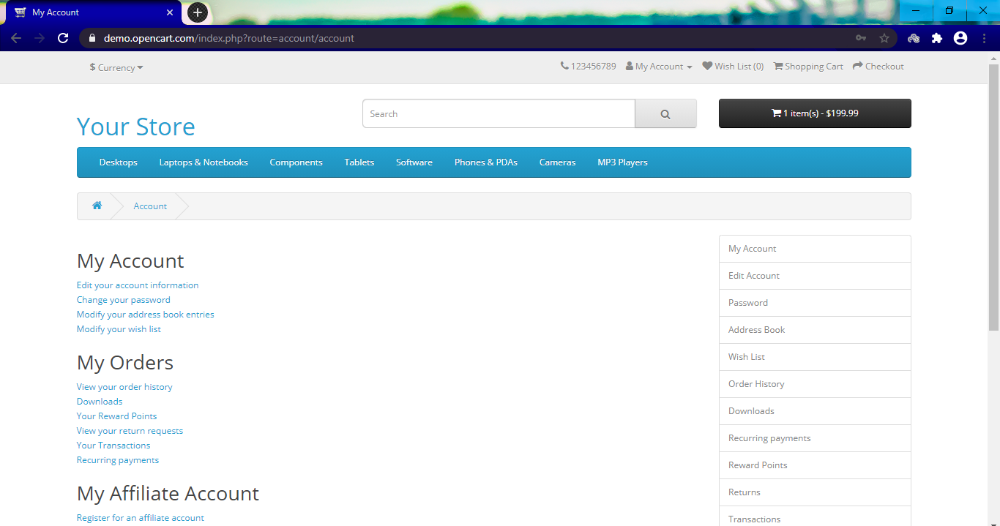 My Account
demo.opencart.com/index.php?route=account/account
$ Currency
123456789 My Account Wish List (0) Shopping Cart Checkout
Your Store
Search
1 item(s) - $199.99
Desktops Laptops & Notebooks Components Tablets Software Phones & PDAs Cameras MP3 Players
Account
My Account
Edit your account information
Change your password
Modify your address book entries
Modify your wish list
My Orders
View your order history
Downloads
Your Reward Points
View your return requests
Your Transactions
Recurring payments
My Affiliate Account
Register for an affiliate account
My Account
Edit Account
Password
Address Book
Wish List
Order History
Downloads
Recurring payments
Reward Points
Returns
Transactions